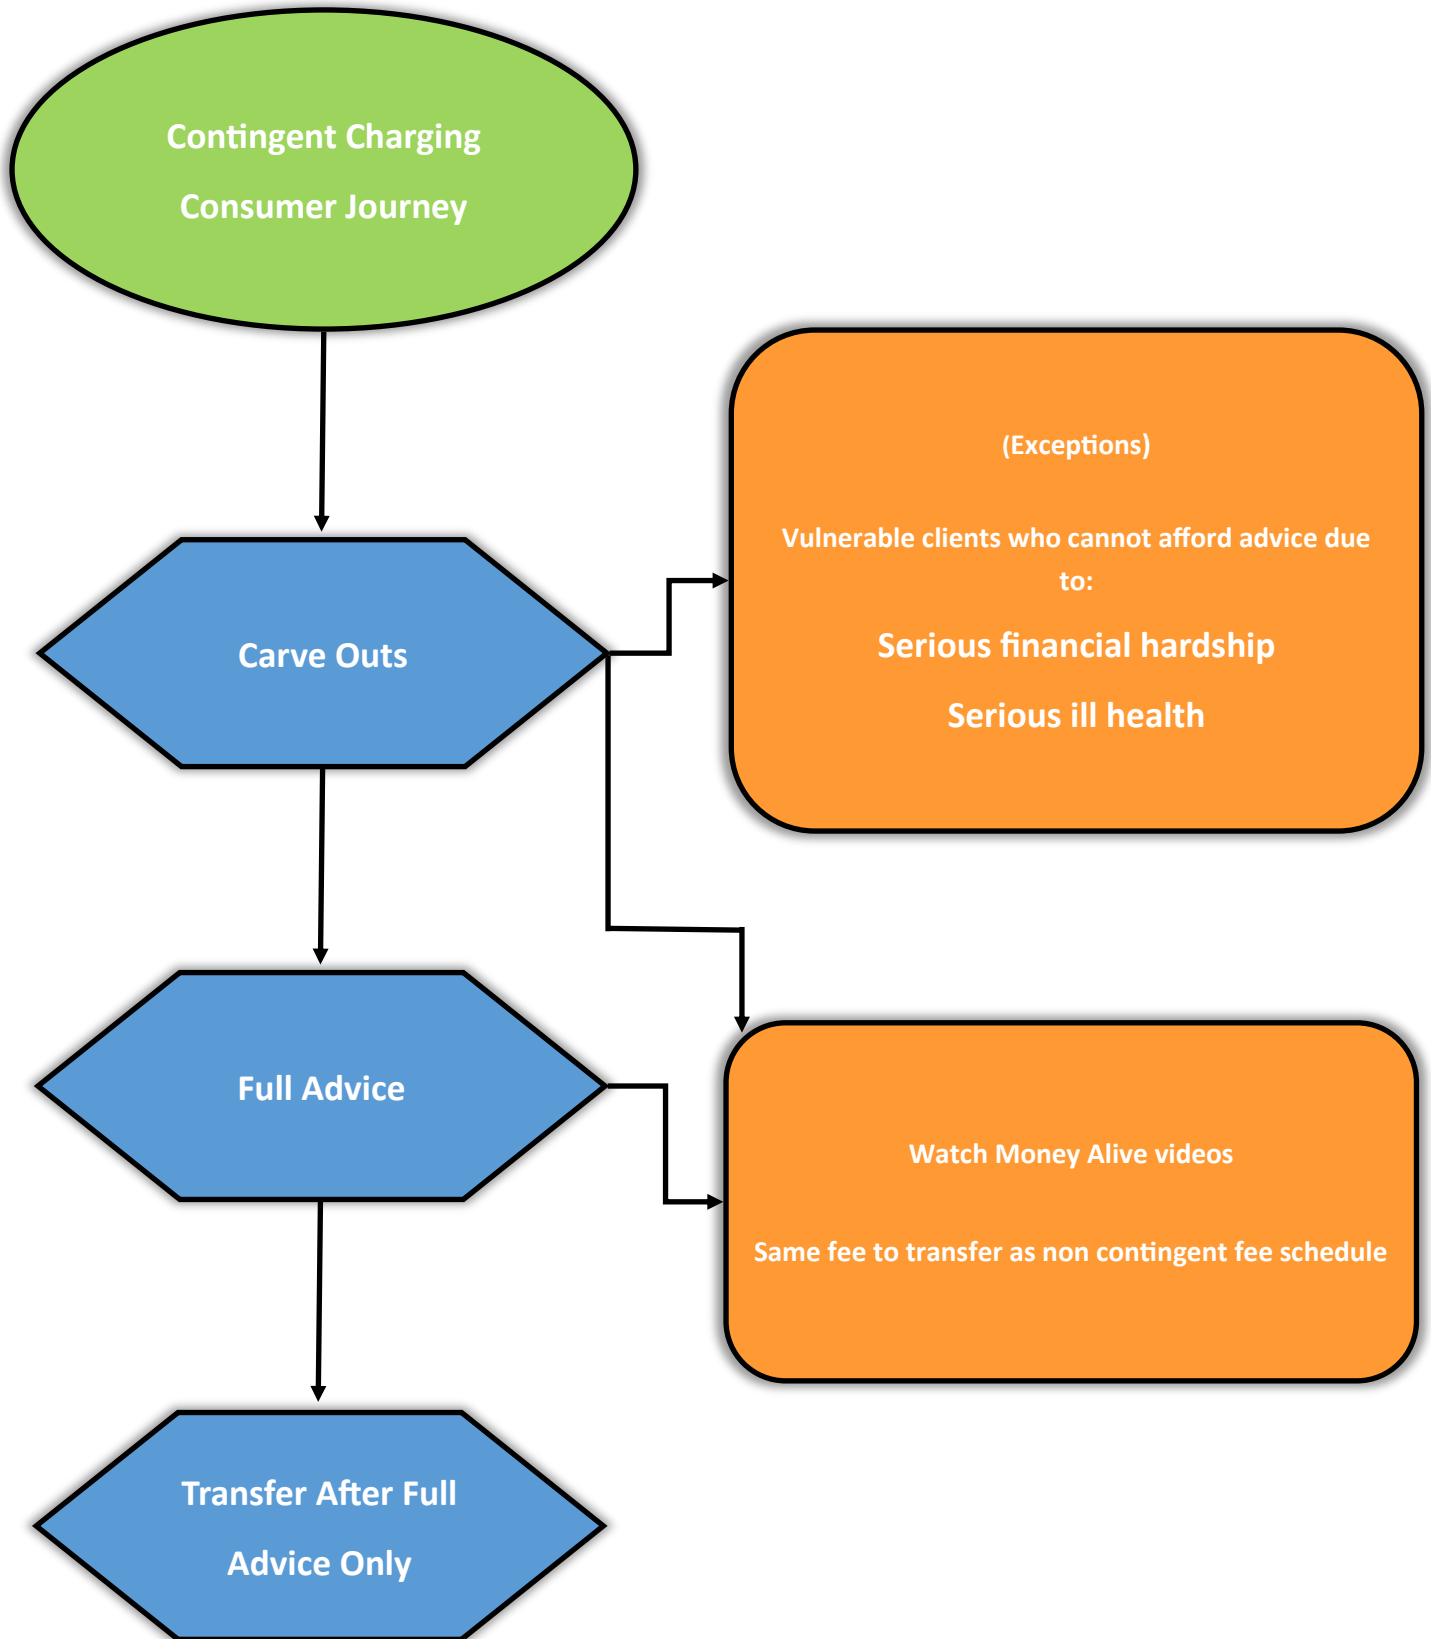 Contingent Charging
Consumer Journey
(Exceptions)
Vulnerable clients who cannot afford advice due
to:
Serious financial hardship
Serious ill health
Carve Outs
Full Advice
Watch Money Alive videos
Same fee to transfer as non contingent fee schedule
Transfer After Full
Advice Only